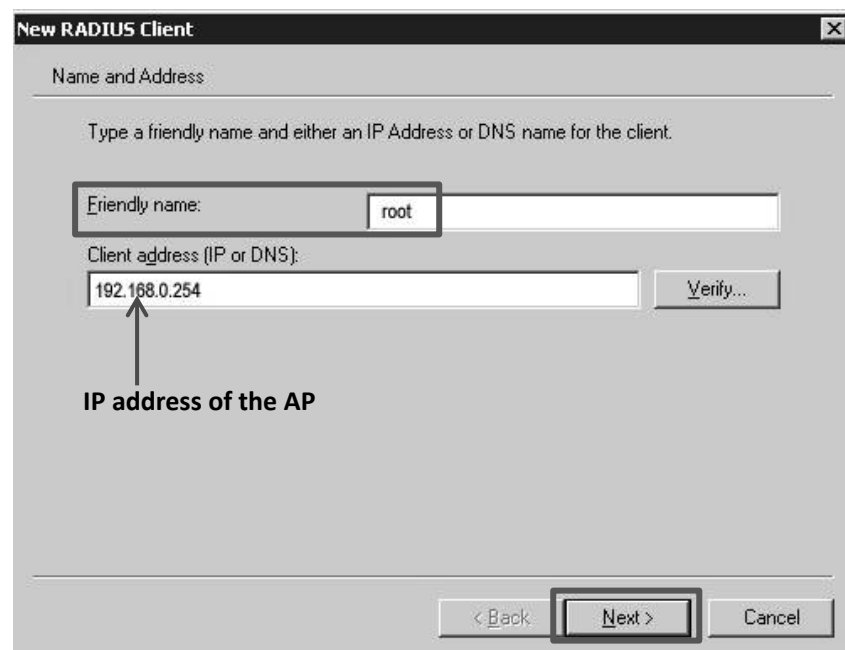 New RADIUS Client
Name and Address
Type a friendly name and either an IP Address or DNS name for the client.
Friendly name: root
Client address (IP or DNS):
192.168.0.254 Verify...
IP address of the AP
< Back Next > Cancel